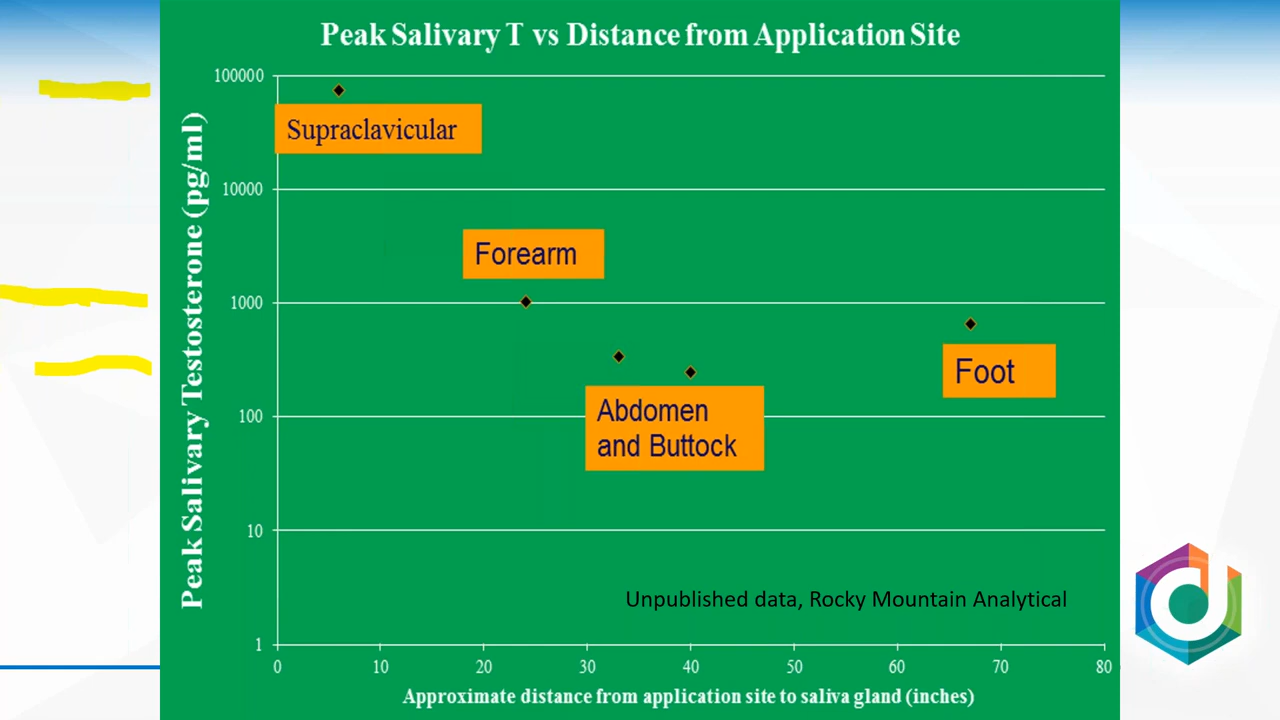 Peak Salivary T vs Distance from Application Site
Peak Salivary Testosterone (pg/ml)
100000
10000
1000
100
10
1
Supraclavicular
Forearm
Abdomen
and Buttock
Foot
Unpublished data, Rocky Mountain Analytical
0 10 20 30 40 50 60 70 80
Approximate distance from application site to saliva gland (inches)